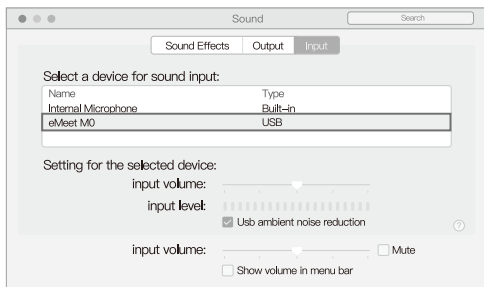 Sound
Search
Sound Effects Output Input
Select a device for sound input:
Name Type
Internal Microphone Built-in
eMeet M0 USB
Setting for the selected device:
input volume:
input level:
Usb ambient noise reduction
?
input volume: Mute
Show volume in menu bar